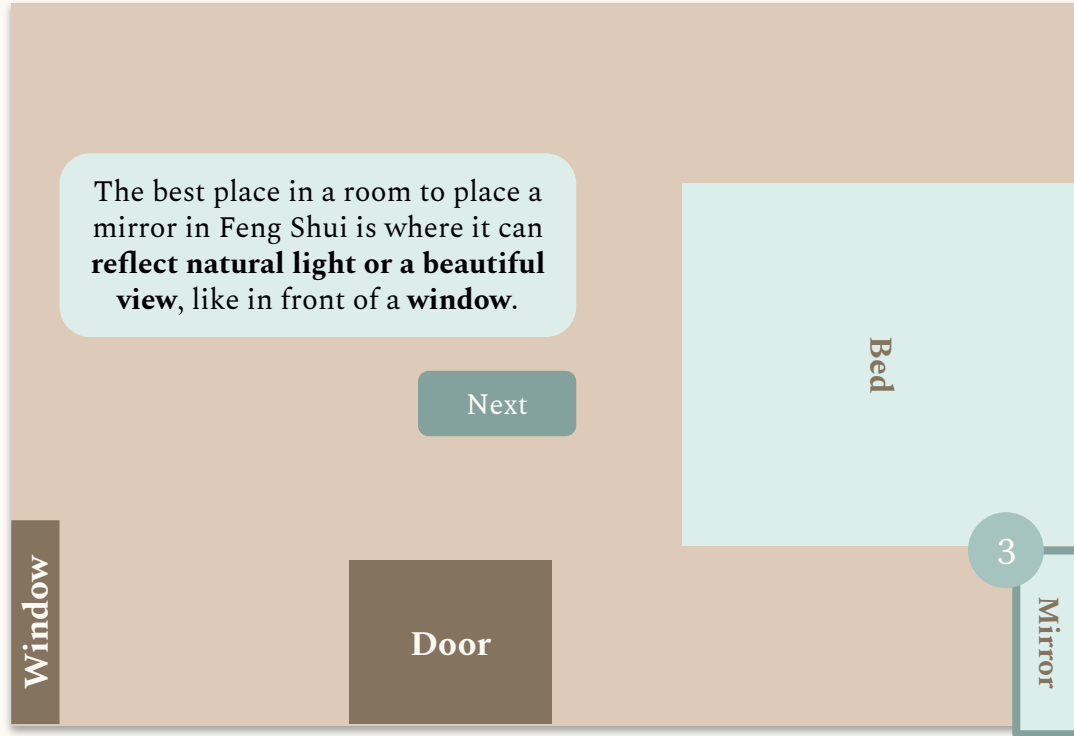 The best place in a room to place a
mirror in Feng Shui is where it can
reflect natural light or a beautiful
view, like in front of a window.
Bed
Next
3
Window
Door
Mirror